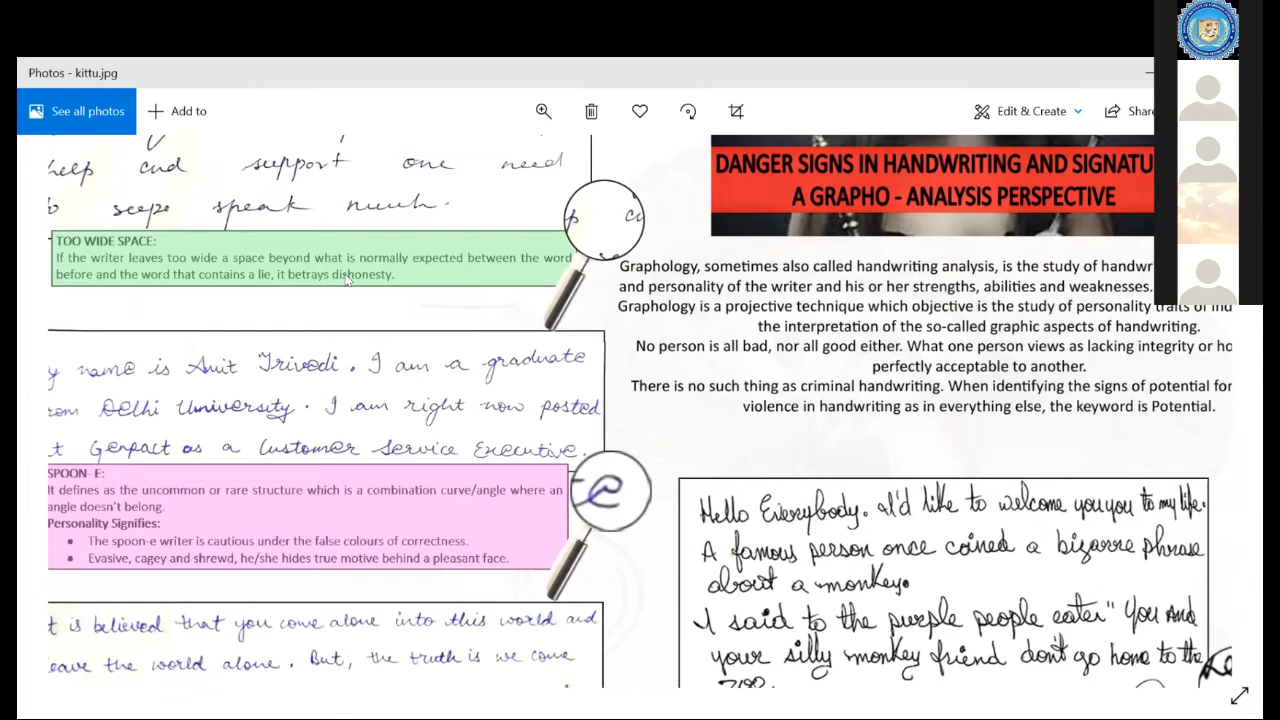 Photos - kittu.jpg
See all photos
Add to
Edit & Create
Share
help and support one need
seepe speak much.
TOO WIDE SPACE:
If the writer leaves too wide a space beyond what is normally expected between the word
before and the word that contains a lie, it betrays dishonesty.
y name is Amit Trivedi. I am a graduate
rom Delhi University. I am right now posted
t Genpact as a Customer Service Executive.
SPOON-E:
It defines as the uncommon or rare structure which is a combination curve/angle where an
angle doesn't belong.
Personality Signifies:
The spoon-e writer is cautious under the false colours of correctness.
Evasive, cagey and shrewd, he/she hides true motive behind a pleasant face.
e
t is believed that you come alone into this world and
eave the world alone. But, the truth is we come
DANGER SIGNS IN HANDWRITING AND SIGNATU
A GRAPHO - ANALYSIS PERSPECTIVE
Graphology, sometimes also called handwriting analysis, is the study of handwr
and personality of the writer and his or her strengths, abilities and weaknesses.
Graphology is a projective technique which objective is the study of personality traits of indi
the interpretation of the so-called graphic aspects of handwriting.
No person is all bad, nor all good either. What one person views as lacking integrity or ho
perfectly acceptable to another.
There is no such thing as criminal handwriting. When identifying the signs of potential for
violence in handwriting as in everything else, the keyword is Potential.
Hello Everybody. I'd like to welcome you you to my life.
A famous person once coined a bizarre phrase
about a monkey.
I said to the purple people eater" You And
your silly monkey friend don't go home to the
zoo.